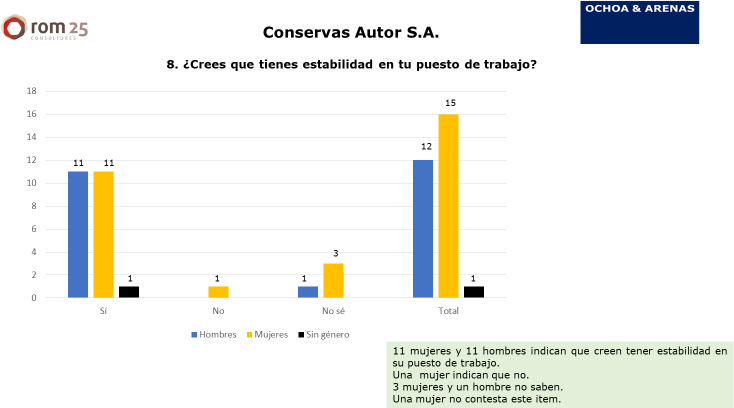 rom 25
CONSULTORES
OCHOA & ARENAS
Conservas Autor S.A.
8. ¿Crees que tienes estabilidad en tu puesto de trabajo?
18
16
14
12
10
8
6
4
2
0
11
11
1
1
1
3
12
15
1
Sí
No
No sé
Total
Hombres
Mujeres
Sin género
11 mujeres y 11 hombres indican que creen tener estabilidad en
su puesto de trabajo.
Una mujer indican que no.
3 mujeres y un hombre no saben.
Una mujer no contesta este item.